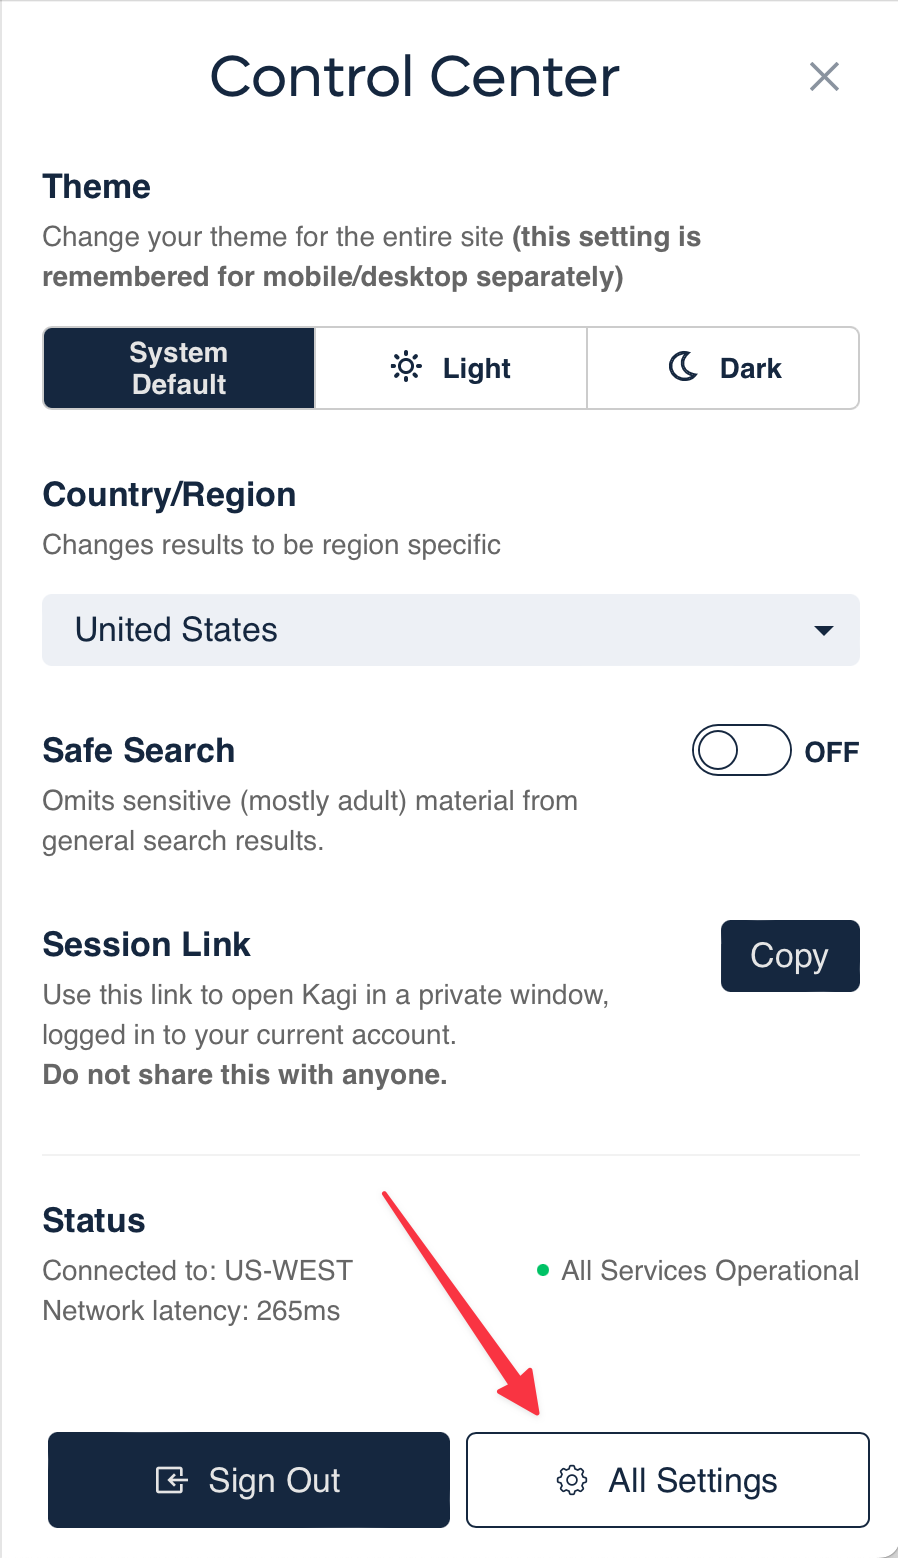 Control Center
Theme
Change your theme for the entire site (this setting is
remembered for mobile/desktop separately)
System
Default
Light
Dark
Country/Region
Changes results to be region specific
United States
Safe Search
OFF
Omits sensitive (mostly adult) material from
general search results.
Session Link
Copy
Use this link to open Kagi in a private window,
logged in to your current account.
Do not share this with anyone.
Status
Connected to: US-WEST
All Services Operational
Network latency: 265ms
Sign Out
All Settings